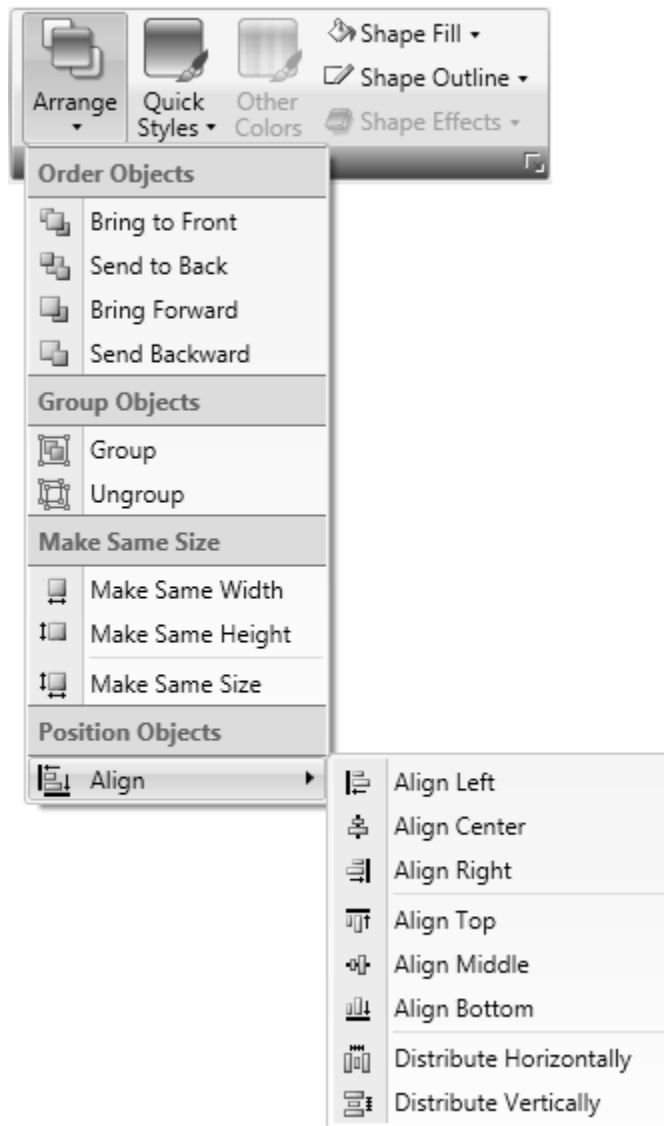 Arrange
Quick
Styles
Other
Colors
Shape Fill
Shape Outline
Shape Effects
Order Objects
Bring to Front
Send to Back
Bring Forward
Send Backward
Group Objects
Group
Ungroup
Make Same Size
Make Same Width
Make Same Height
Make Same Size
Position Objects
Align
Align Left
Align Center
Align Right
Align Top
Align Middle
Align Bottom
Distribute Horizontally
Distribute Vertically